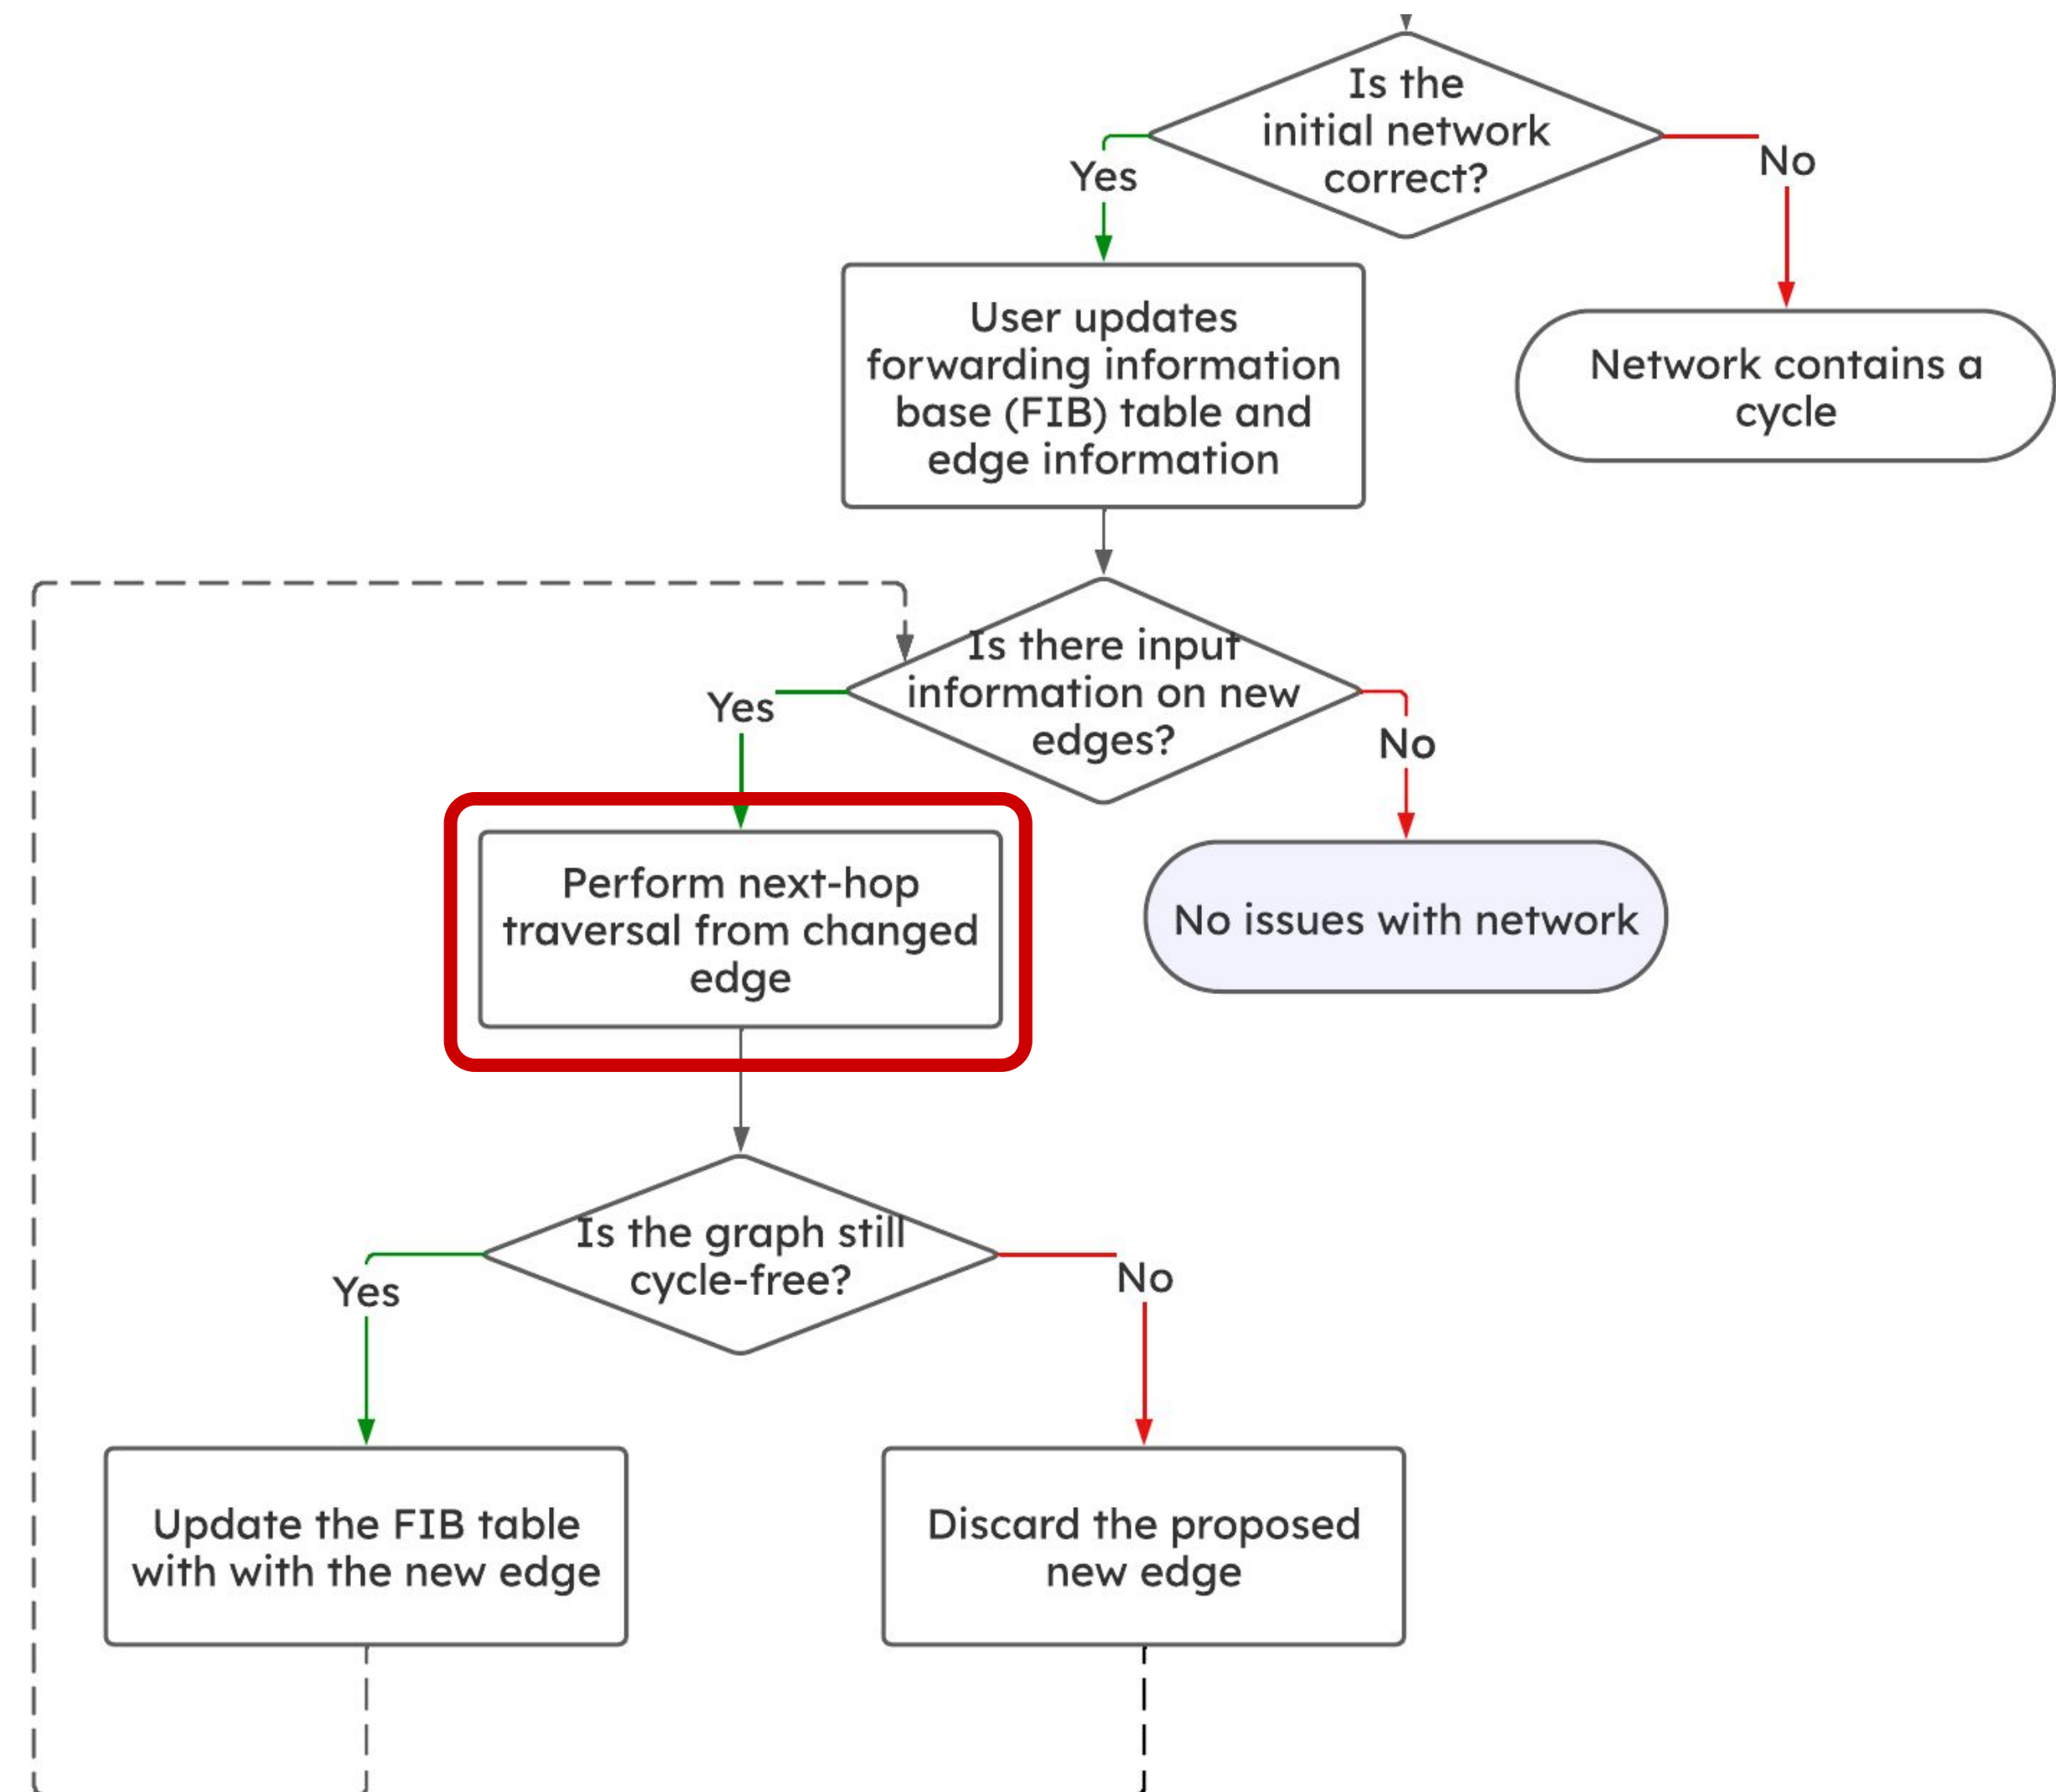 Is the
initial network
correct?
Yes
No
User updates
forwarding information
base (FIB) table and
edge information
Network contains a
cycle
Is there input
information on new
edges?
Yes
No
Perform next-hop
traversal from changed
edge
No issues with network
Is the graph still
cycle-free?
Yes
No
Update the FIB table
with with the new edge
Discard the proposed
new edge